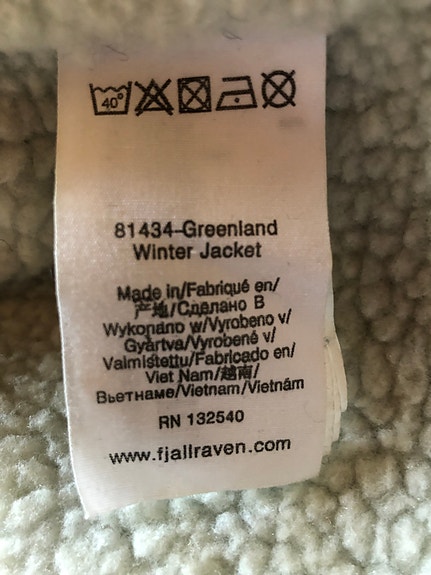 40°
81434-Greenland
Winter Jacket
Made in/Fabriqué en/
产地/Сделано В
Wykonano w/Vyrobeno v/
Gyártva/Vyrobené v/
Valmistettu/Fabricado en/
Viet Nam/越南/
Вьетнаме/Vietnam/Vietnám
RN 132540
www.fjallraven.com